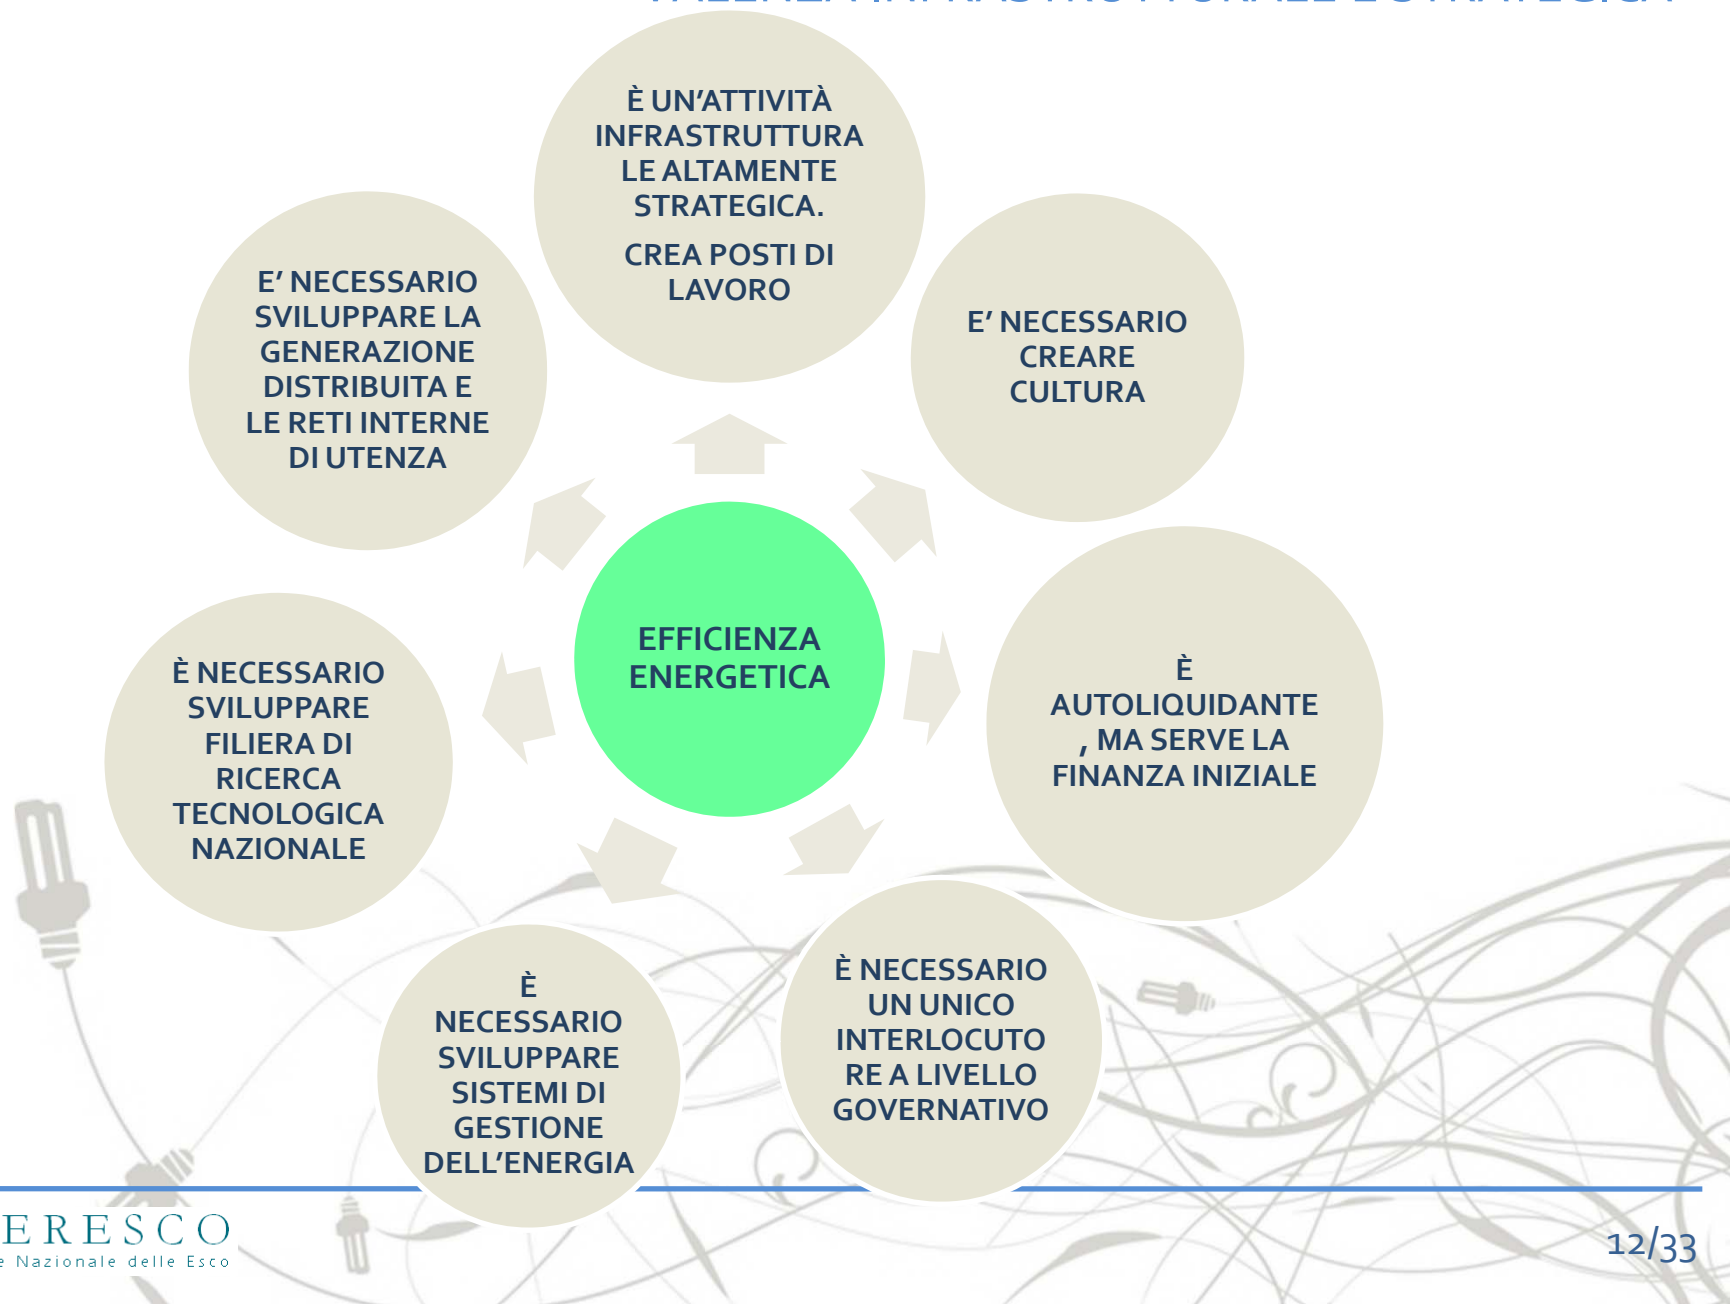 È UN’ATTIVITÀ
INFRASTRUTTURA
LE ALTAMENTE
STRATEGICA.
CREA POSTI DI
LAVORO
E’ NECESSARIO
CREARE
CULTURA
È
AUTOLIQUIDANTE
, MA SERVE LA
FINANZA INIZIALE
È NECESSARIO
UN UNICO
INTERLOCUTO
RE A LIVELLO
GOVERNATIVO
È
NECESSARIO
SVILUPPARE
SISTEMI DI
GESTIONE
DELL’ENERGIA
È NECESSARIO
SVILUPPARE
FILIERA DI
RICERCA
TECNOLOGICA
NAZIONALE
E’ NECESSARIO
SVILUPPARE LA
GENERAZIONE
DISTRIBUITA E
LE RETI INTERNE
DI UTENZA
EFFICIENZA
ENERGETICA
ERESCO
e Nazionale delle Esco
12/33